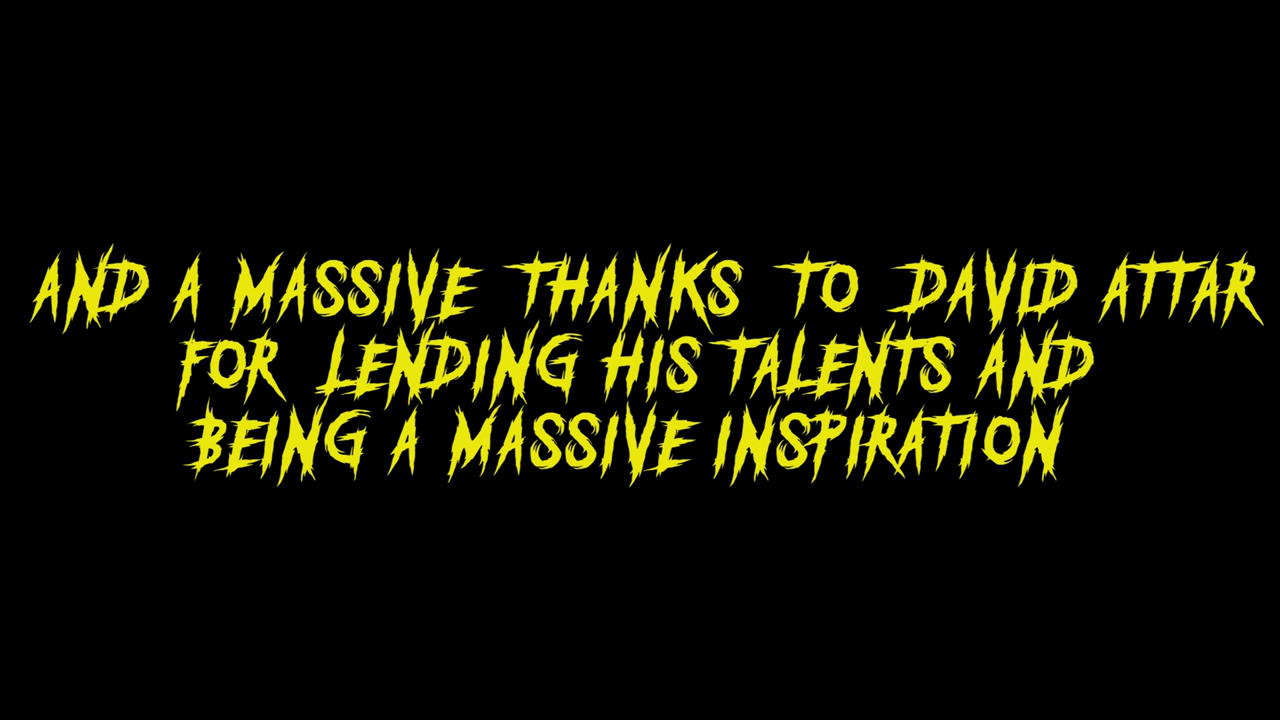 AND A MASSIVE THANKS TO DAVID ATTAR
FOR LENDING HIS TALENTS AND
BEING A MASSIVE INSPIRATION